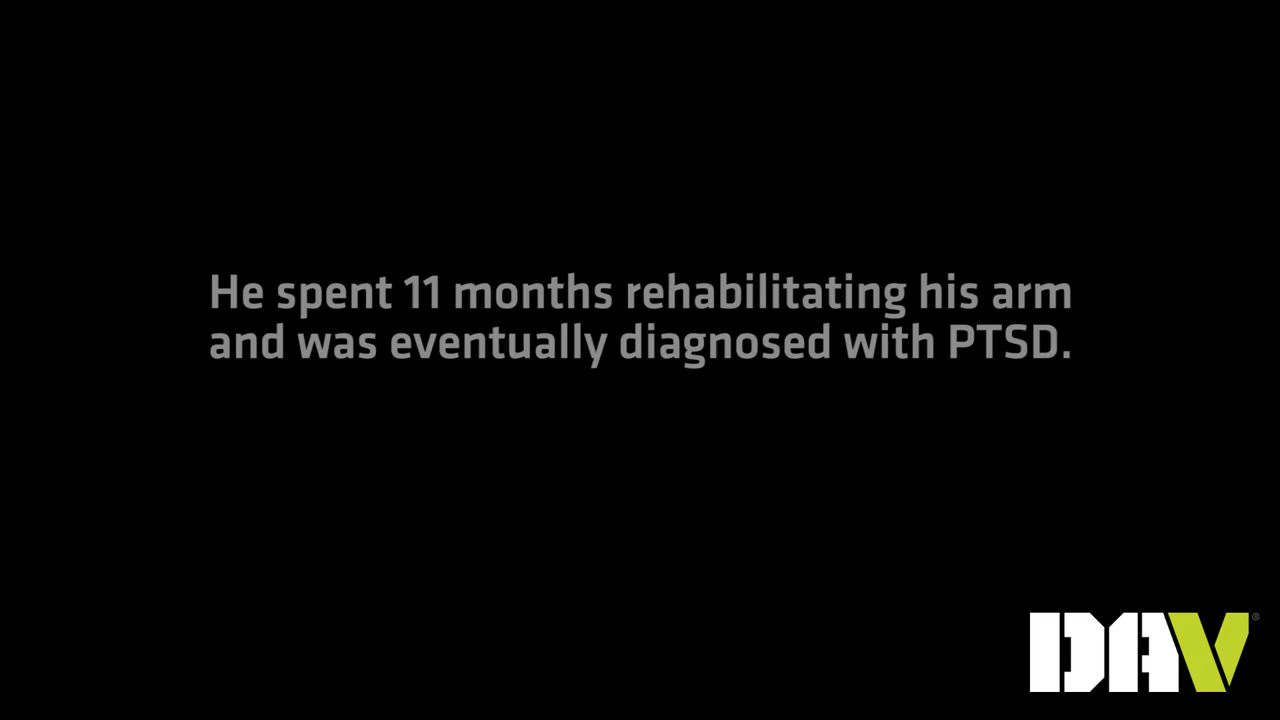 He spent 11 months rehabilitating his arm
and was eventually diagnosed with PTSD.
DAV®